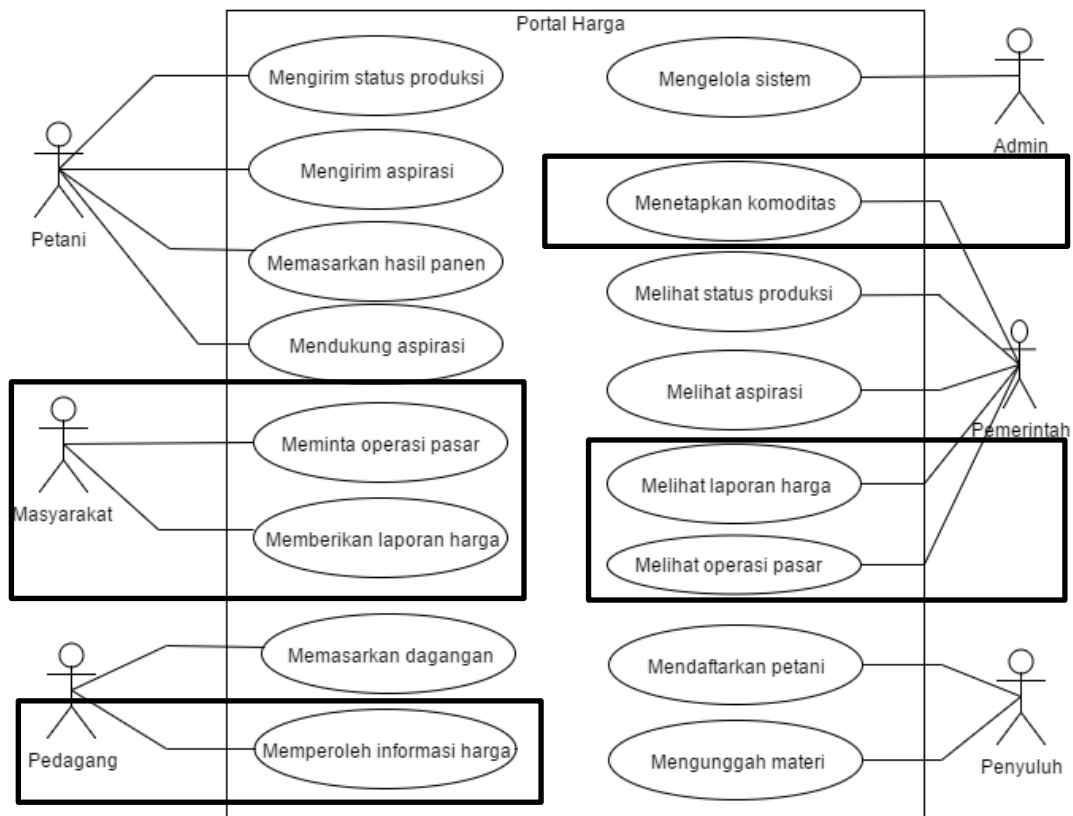 Portal Harga
Mengirim status produksi
Mengirim aspirasi
Petani
Memasarkan hasil panen
Mendukung aspirasi
Meminta operasi pasar
Masyarakat
Memberikan laporan harga
Memasarkan dagangan
Pedagang
Memperoleh informasi harga
Mengelola sistem
Admin
Menetapkan komoditas
Melihat status produksi
Melihat aspirasi
Pemerintah
Melihat laporan harga
Melihat operasi pasar
Mendaftarkan petani
Mengunggah materi
Penyuluh